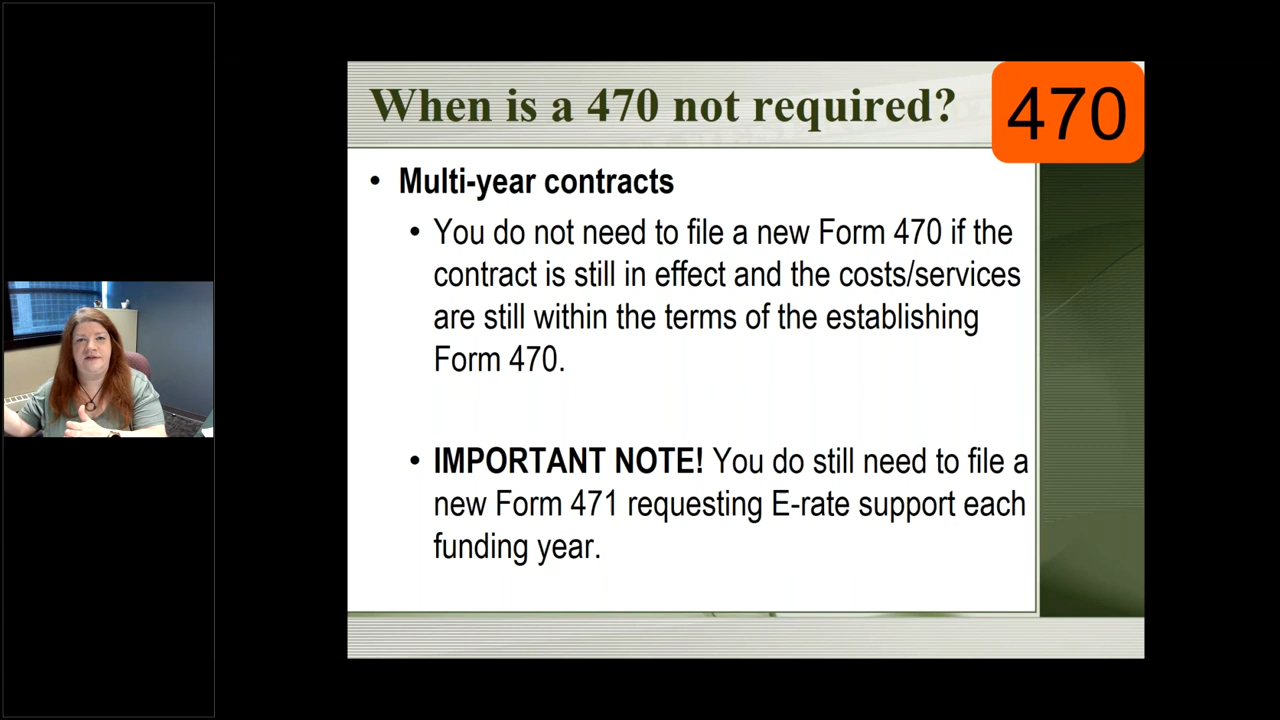 When is a 470 not required?
470
• Multi-year contracts
• You do not need to file a new Form 470 if the
contract is still in effect and the costs/services
are still within the terms of the establishing
Form 470.
• IMPORTANT NOTE! You do still need to file a
new Form 471 requesting E-rate support each
funding year.